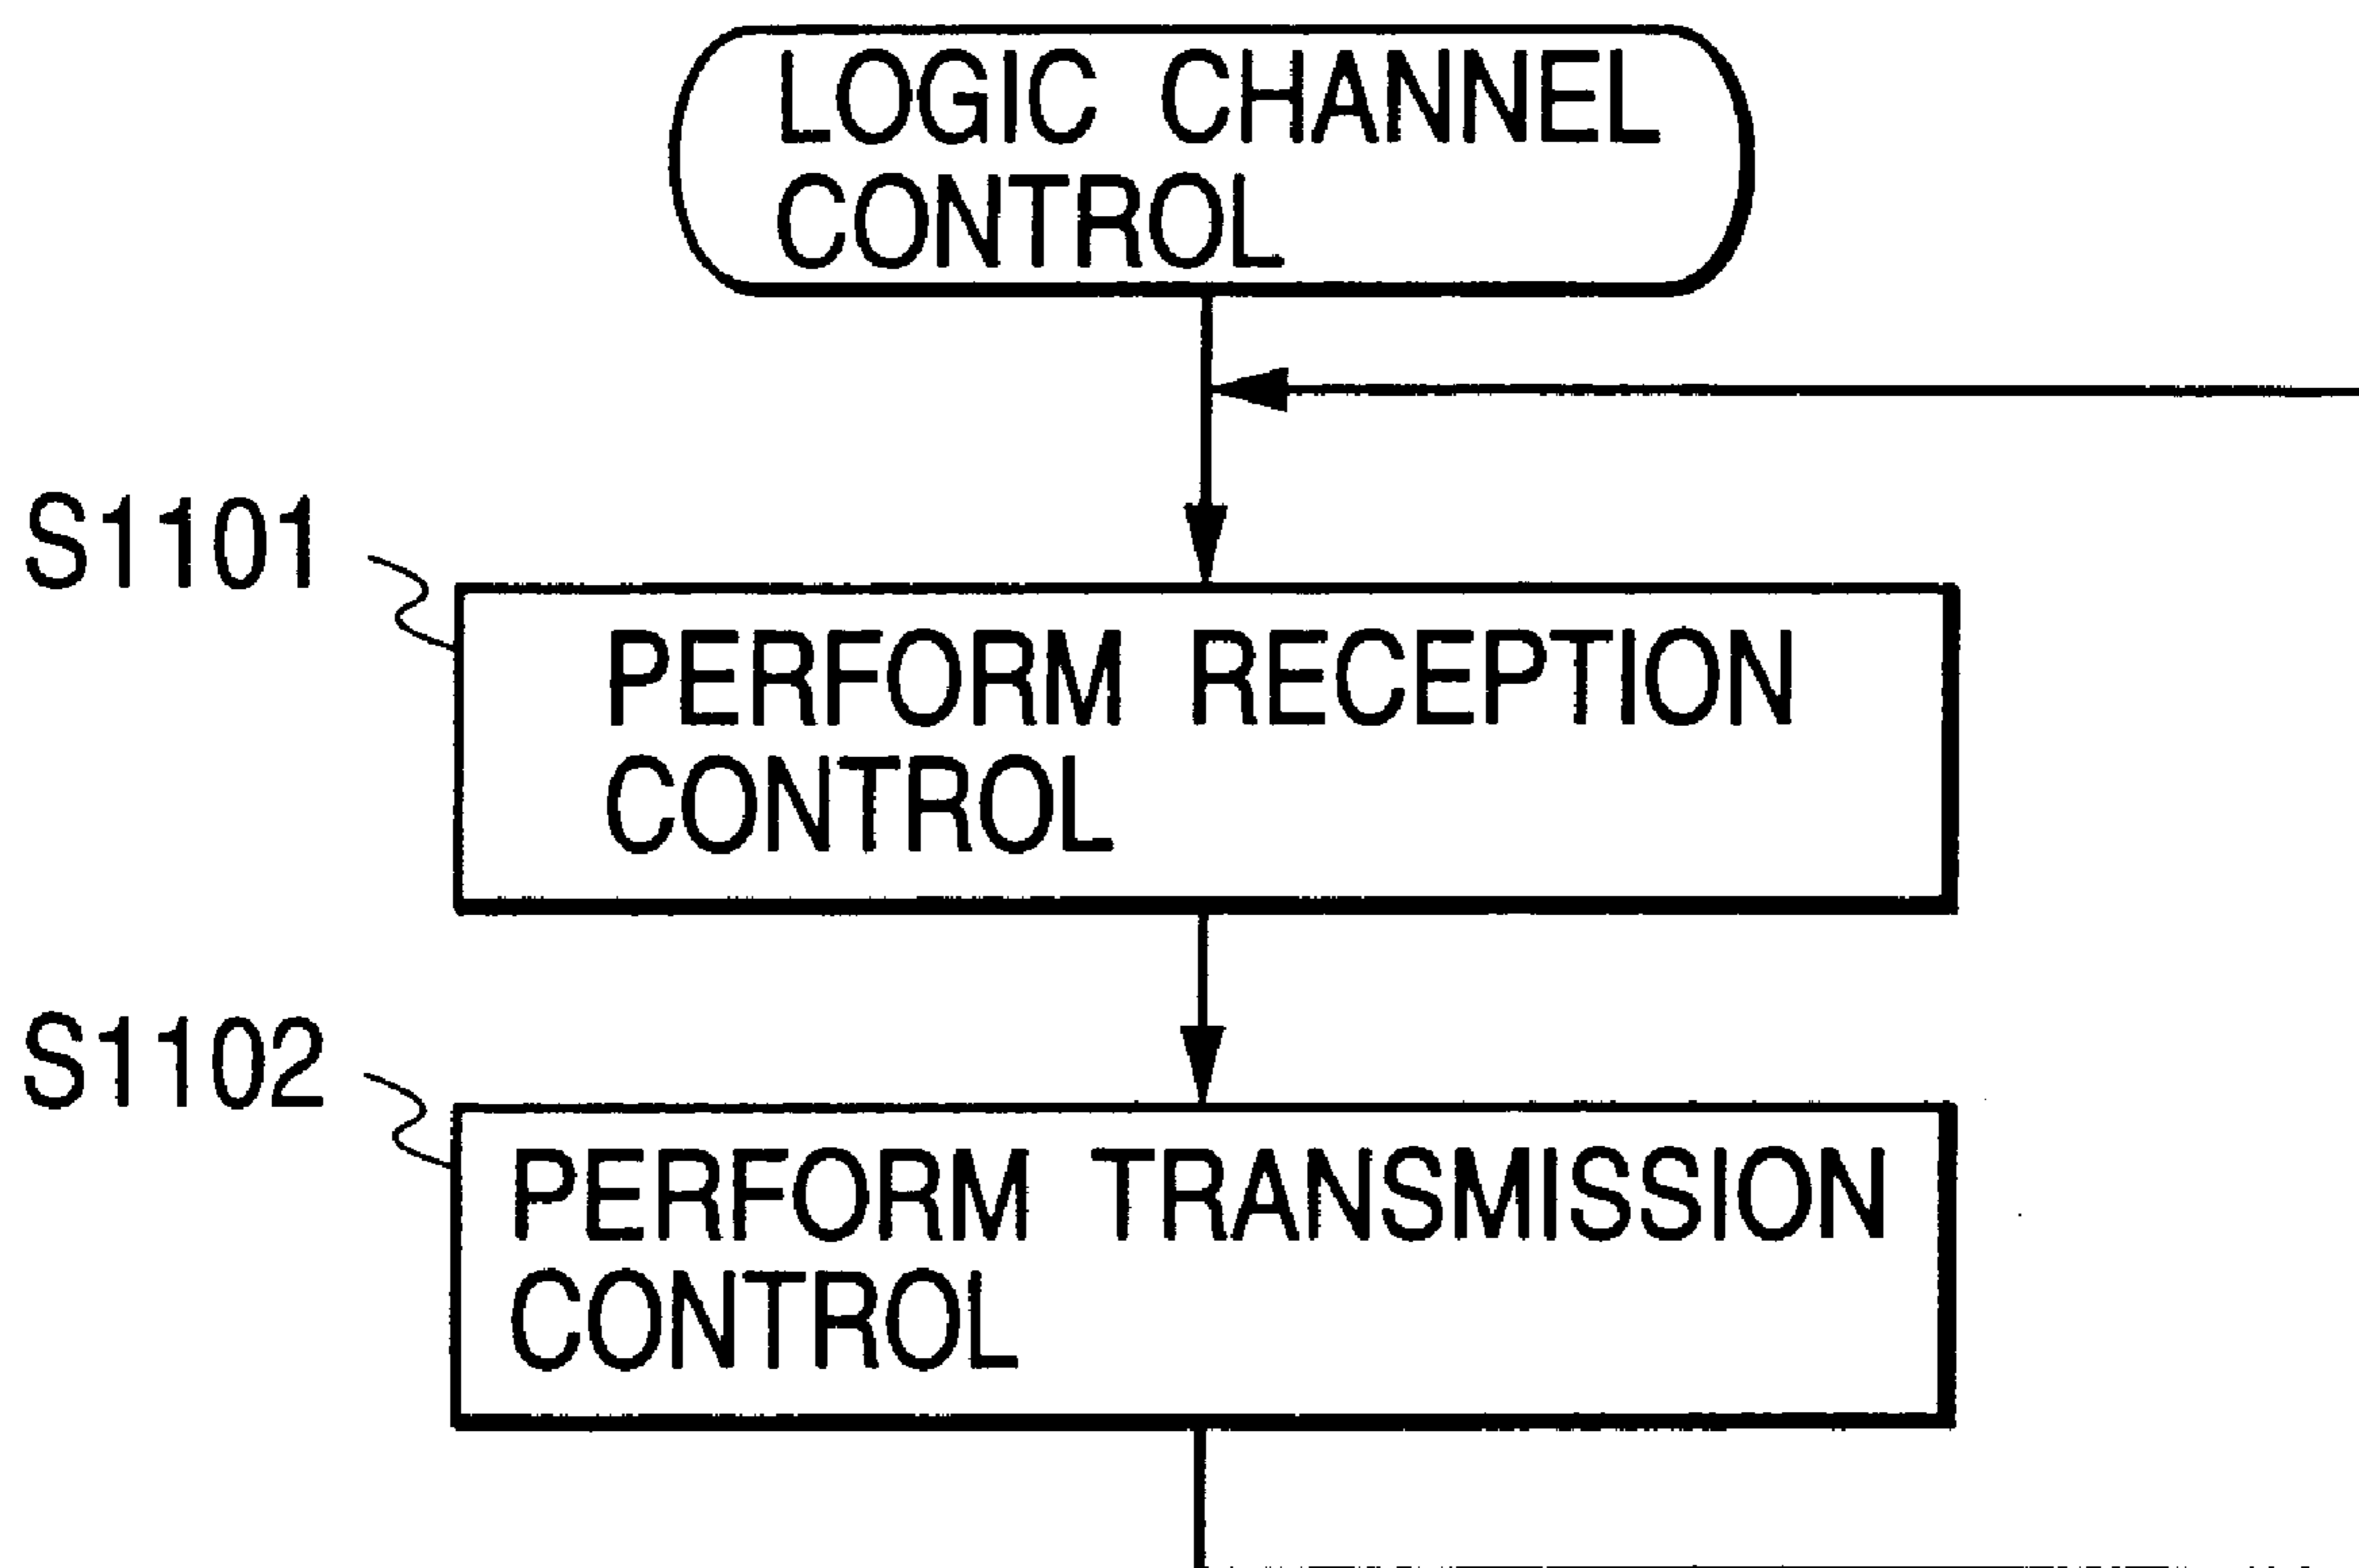 LOGIC CHANNEL
CONTROL
S1101
PERFORM RECEPTION
CONTROL
S1102
PERFORM TRANSMISSION
CONTROL